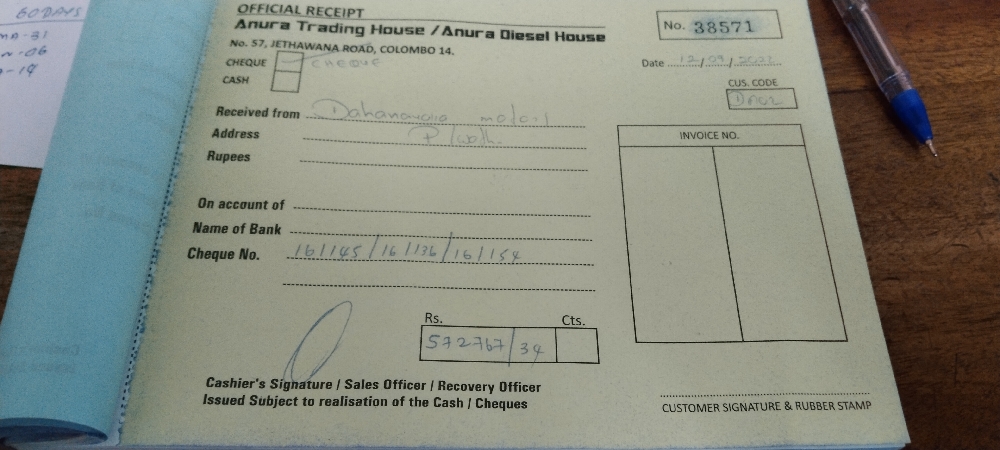 60 DAYS
OFFICIAL RECEIPT
Anura Trading House / Anura Diesel House
No. 57, JETHAWANA ROAD, COLOMBO 14.
No. 38571
CHEQUE cheque
CASH
Date 12/09/
CUS. CODE
Received from Dahanayaka
Address
Rupees
INVOICE NO.
On account of
Name of Bank
Cheque No. 161145/161136/161154
Rs. Cts.
572767/34
Cashier's Signature / Sales Officer / Recovery Officer
Issued Subject to realisation of the Cash / Cheques
CUSTOMER SIGNATURE & RUBBER STAMP